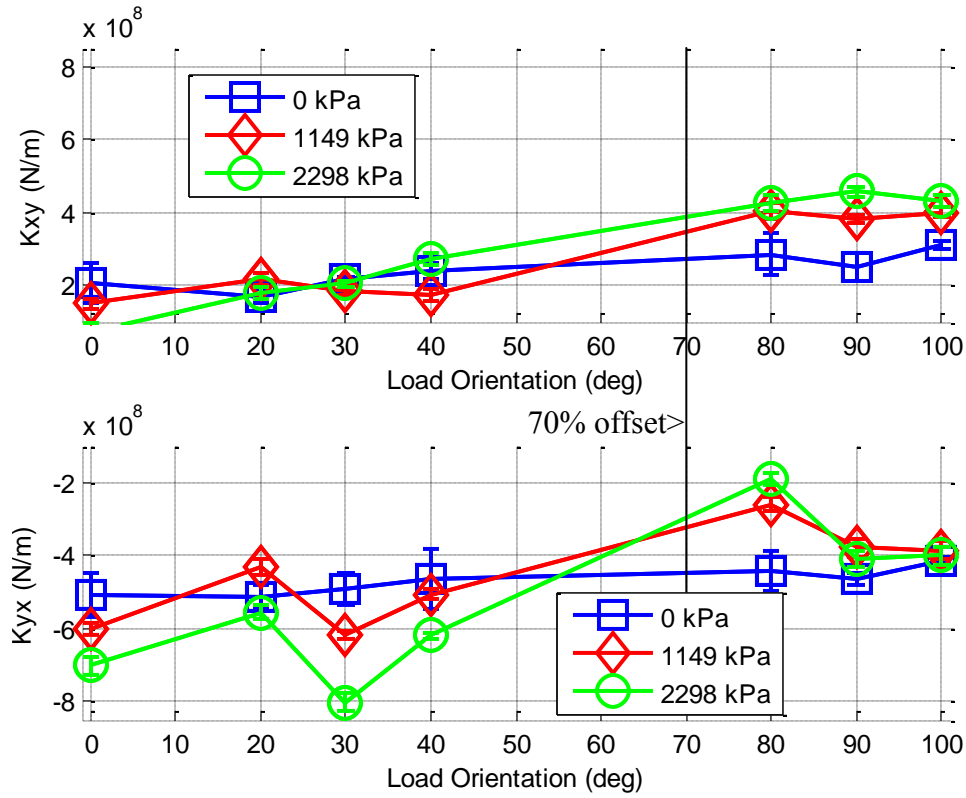 x 10^8
8
6
4
2
Kxy (N/m)
0 kPa
1149 kPa
2298 kPa
0 10 20 30 40 50 60 70 80 90 100
Load Orientation (deg)
70% offset>
x 10^8
-2
-4
-6
-8
Kyx (N/m)
0 kPa
1149 kPa
2298 kPa
0 10 20 30 40 50 60 70 80 90 100
Load Orientation (deg)